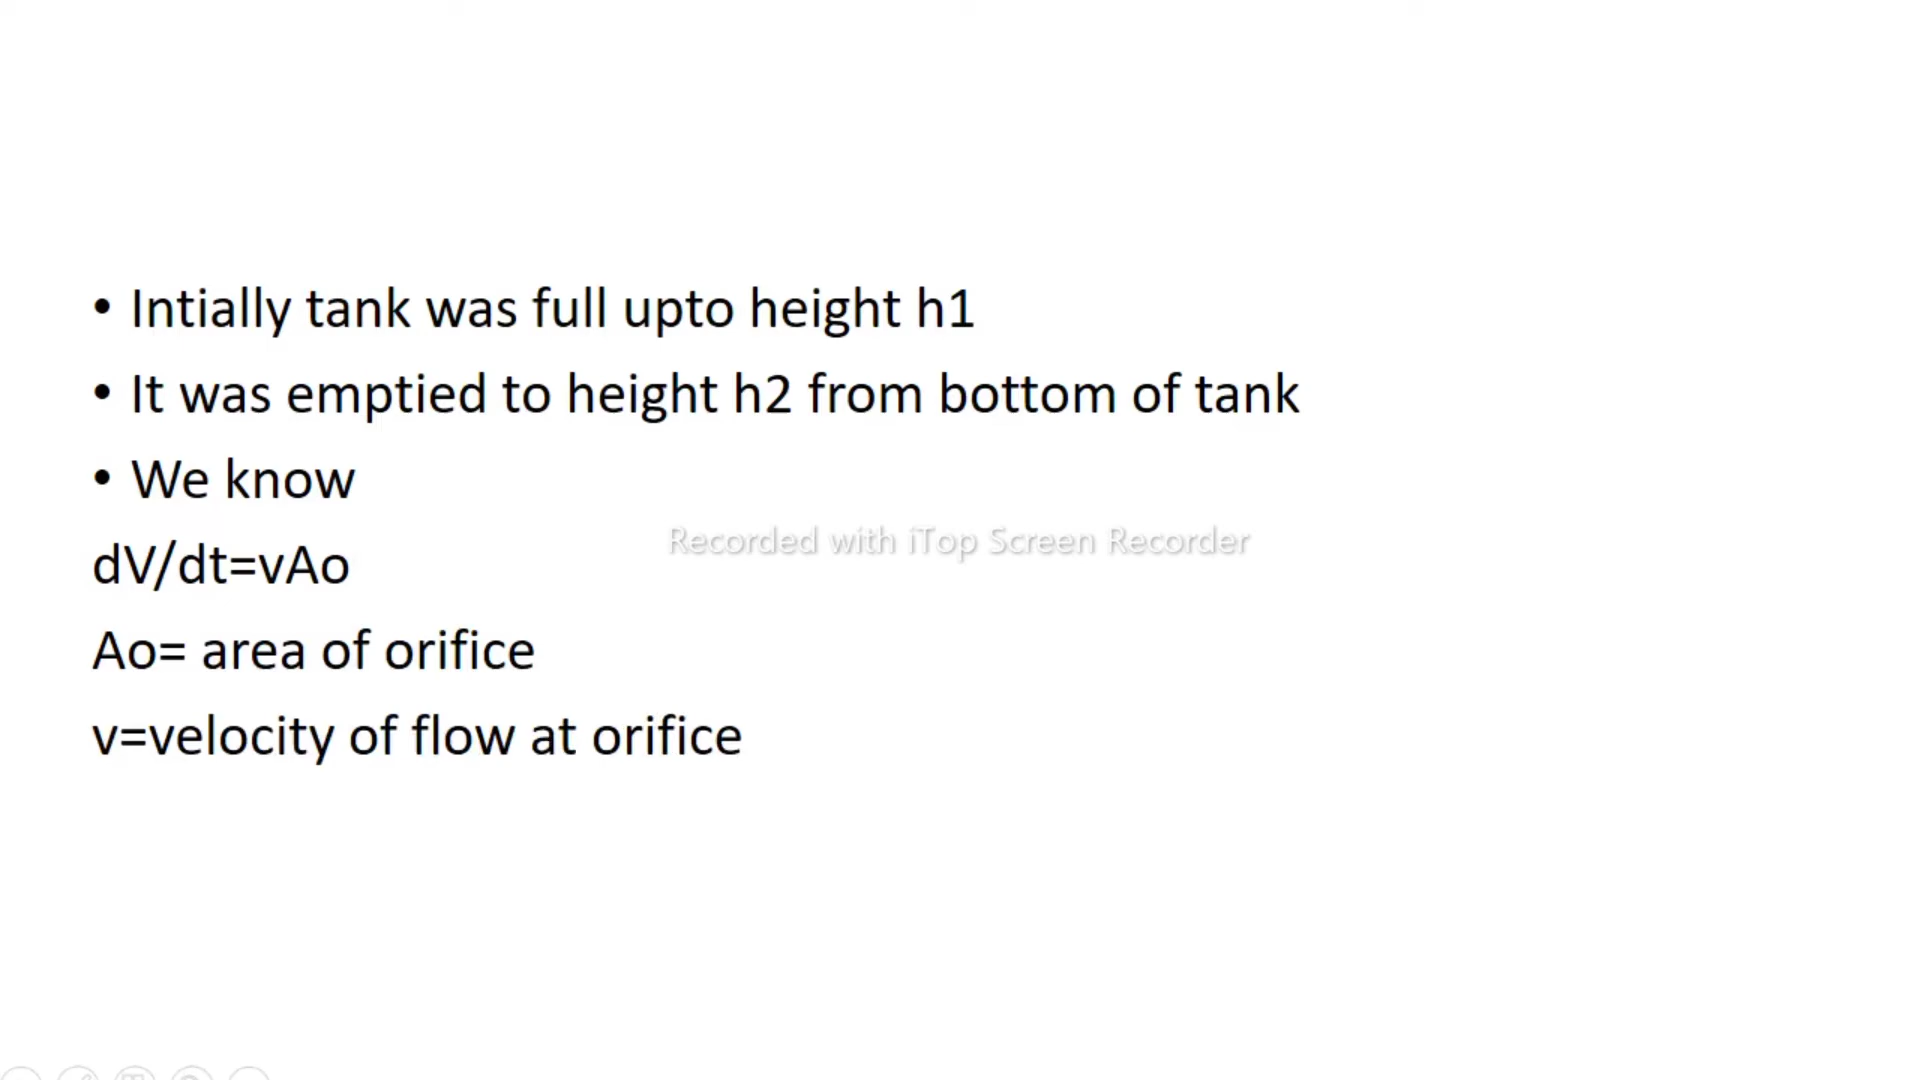 • Intially tank was full upto height h1
• It was emptied to height h2 from bottom of tank
• We know
Recorded with iTop Screen Recorder
dV/dt=vAo
Ao= area of orifice
v=velocity of flow at orifice